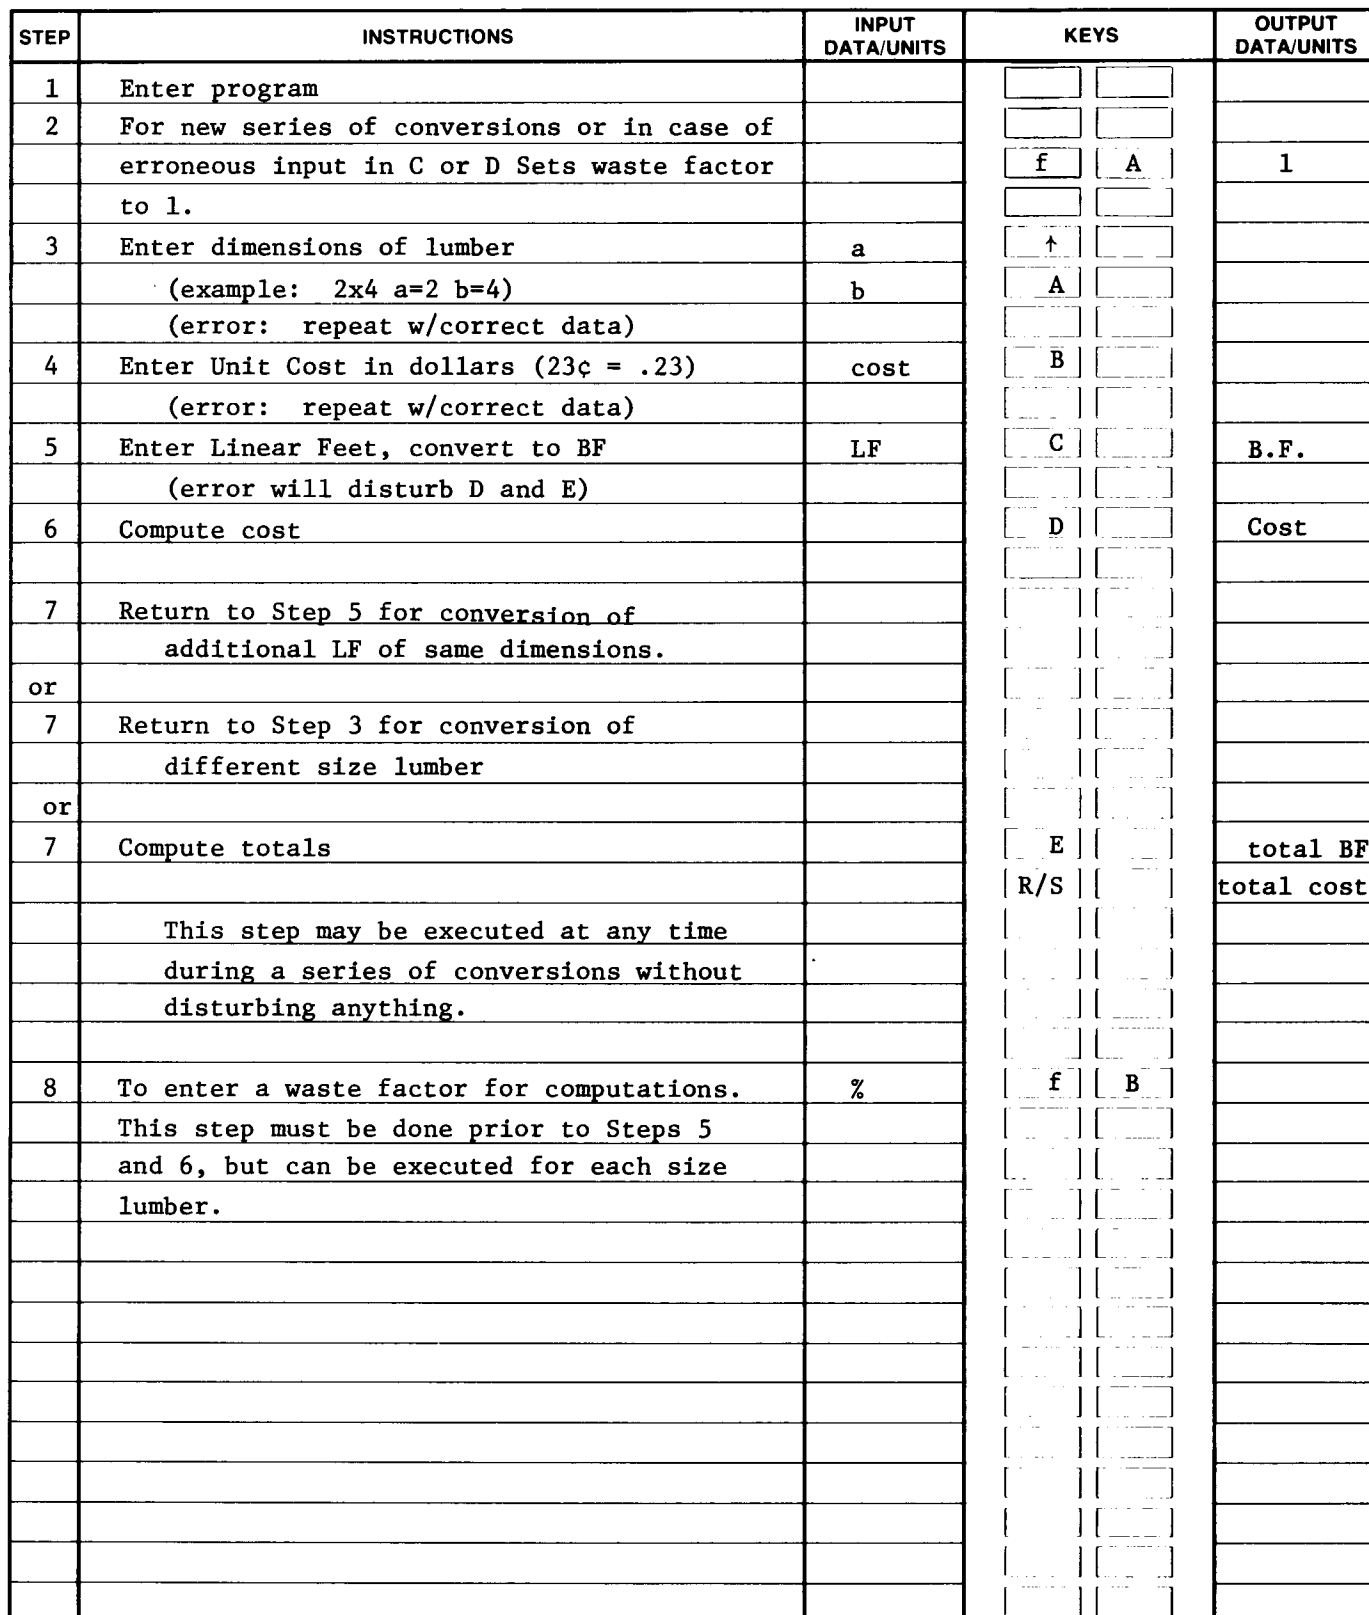 STEP INSTRUCTIONS INPUT DATA/UNITS KEYS OUTPUT DATA/UNITS
1 Enter program
2 For new series of conversions or in case of
erroneous input in C or D Sets waste factor f A 1
to 1.
3 Enter dimensions of lumber a ↑
(example: 2x4 a=2 b=4) b A
(error: repeat w/correct data)
4 Enter Unit Cost in dollars (23¢ = .23) cost B
(error: repeat w/correct data)
5 Enter Linear Feet, convert to BF LF C B.F.
(error will disturb D and E)
6 Compute cost D Cost
7 Return to Step 5 for conversion of
additional LF of same dimensions.
or
7 Return to Step 3 for conversion of
different size lumber
or
7 Compute totals E total BF
R/S total cost
This step may be executed at any time
during a series of conversions without
disturbing anything.
8 To enter a waste factor for computations. % f B
This step must be done prior to Steps 5
and 6, but can be executed for each size
lumber.